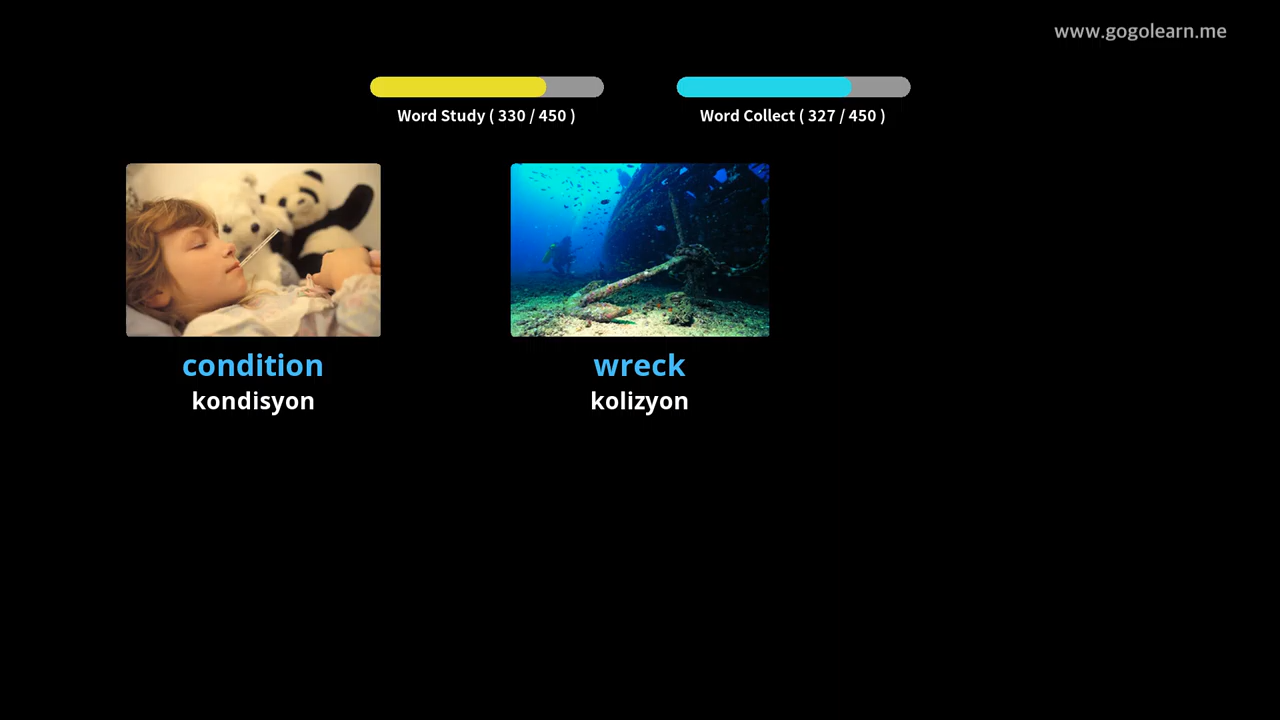 www.gogolearn.me
Word Study ( 330 / 450 )
Word Collect ( 327 / 450 )
condition
kondisyon
wreck
kolizyon